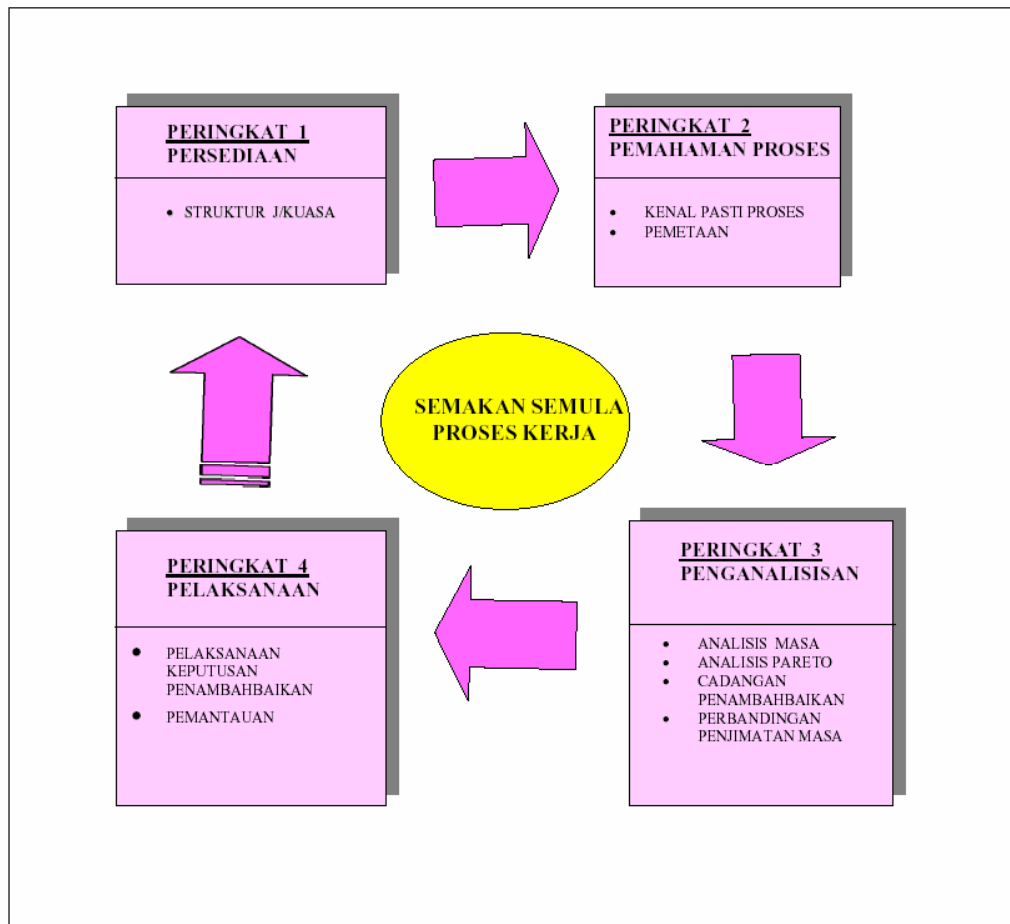 PERINGKAT 1
PERSEDIAAN
• STRUKTUR J/KUASA
PERINGKAT 2
PEMAHAMAN PROSES
• KENAL PASTI PROSES
• PEMETAAN
SEMAKAN SEMULA
PROSES KERJA
PERINGKAT 3
PENGANALISISAN
• ANALISIS MASA
• ANALISIS PARETO
• CADANGAN
PENAMBAHBAIKAN
• PERBANDINGAN
PENJIMATAN MASA
PERINGKAT 4
PELAKSANAAN
• PELAKSANAAN
KEPUTUSAN
PENAMBAHBAIKAN
• PEMANTAUAN